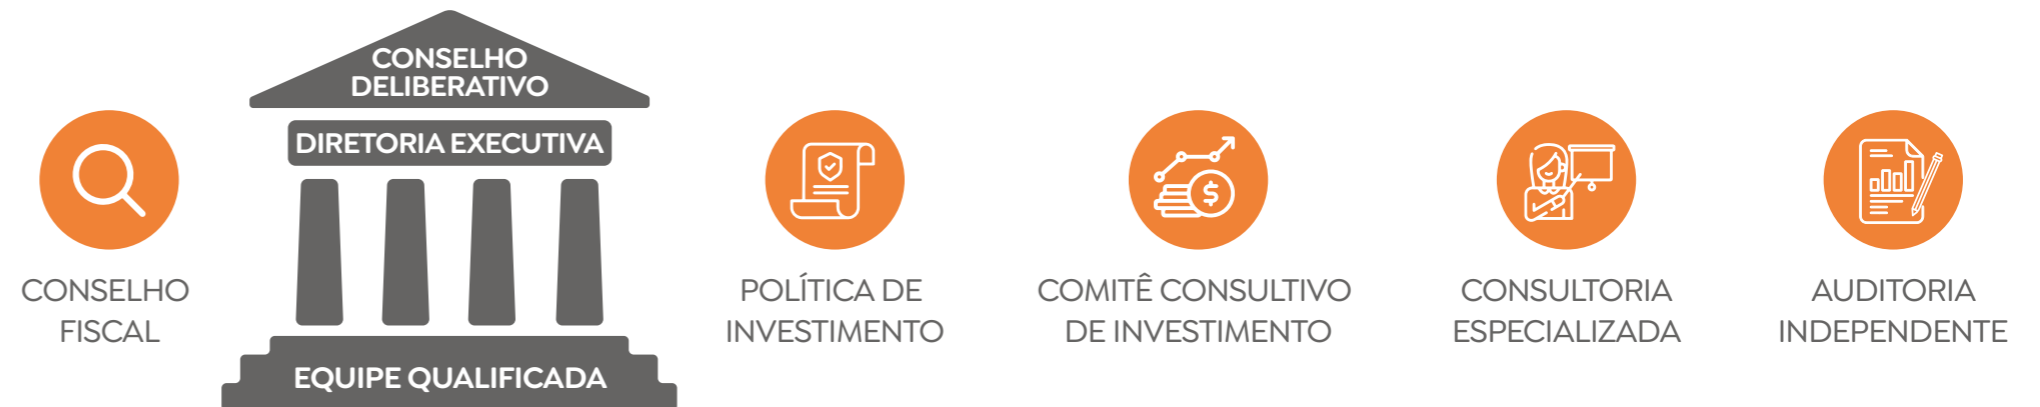 CONSELHO
FISCAL
CONSELHO
DELIBERATIVO
DIRETORIA EXECUTIVA
EQUIPE QUALIFICADA
POLÍTICA DE
INVESTIMENTO
COMITÊ CONSULTIVO
DE INVESTIMENTO
$
CONSULTORIA
ESPECIALIZADA
AUDITORIA
INDEPENDENTE